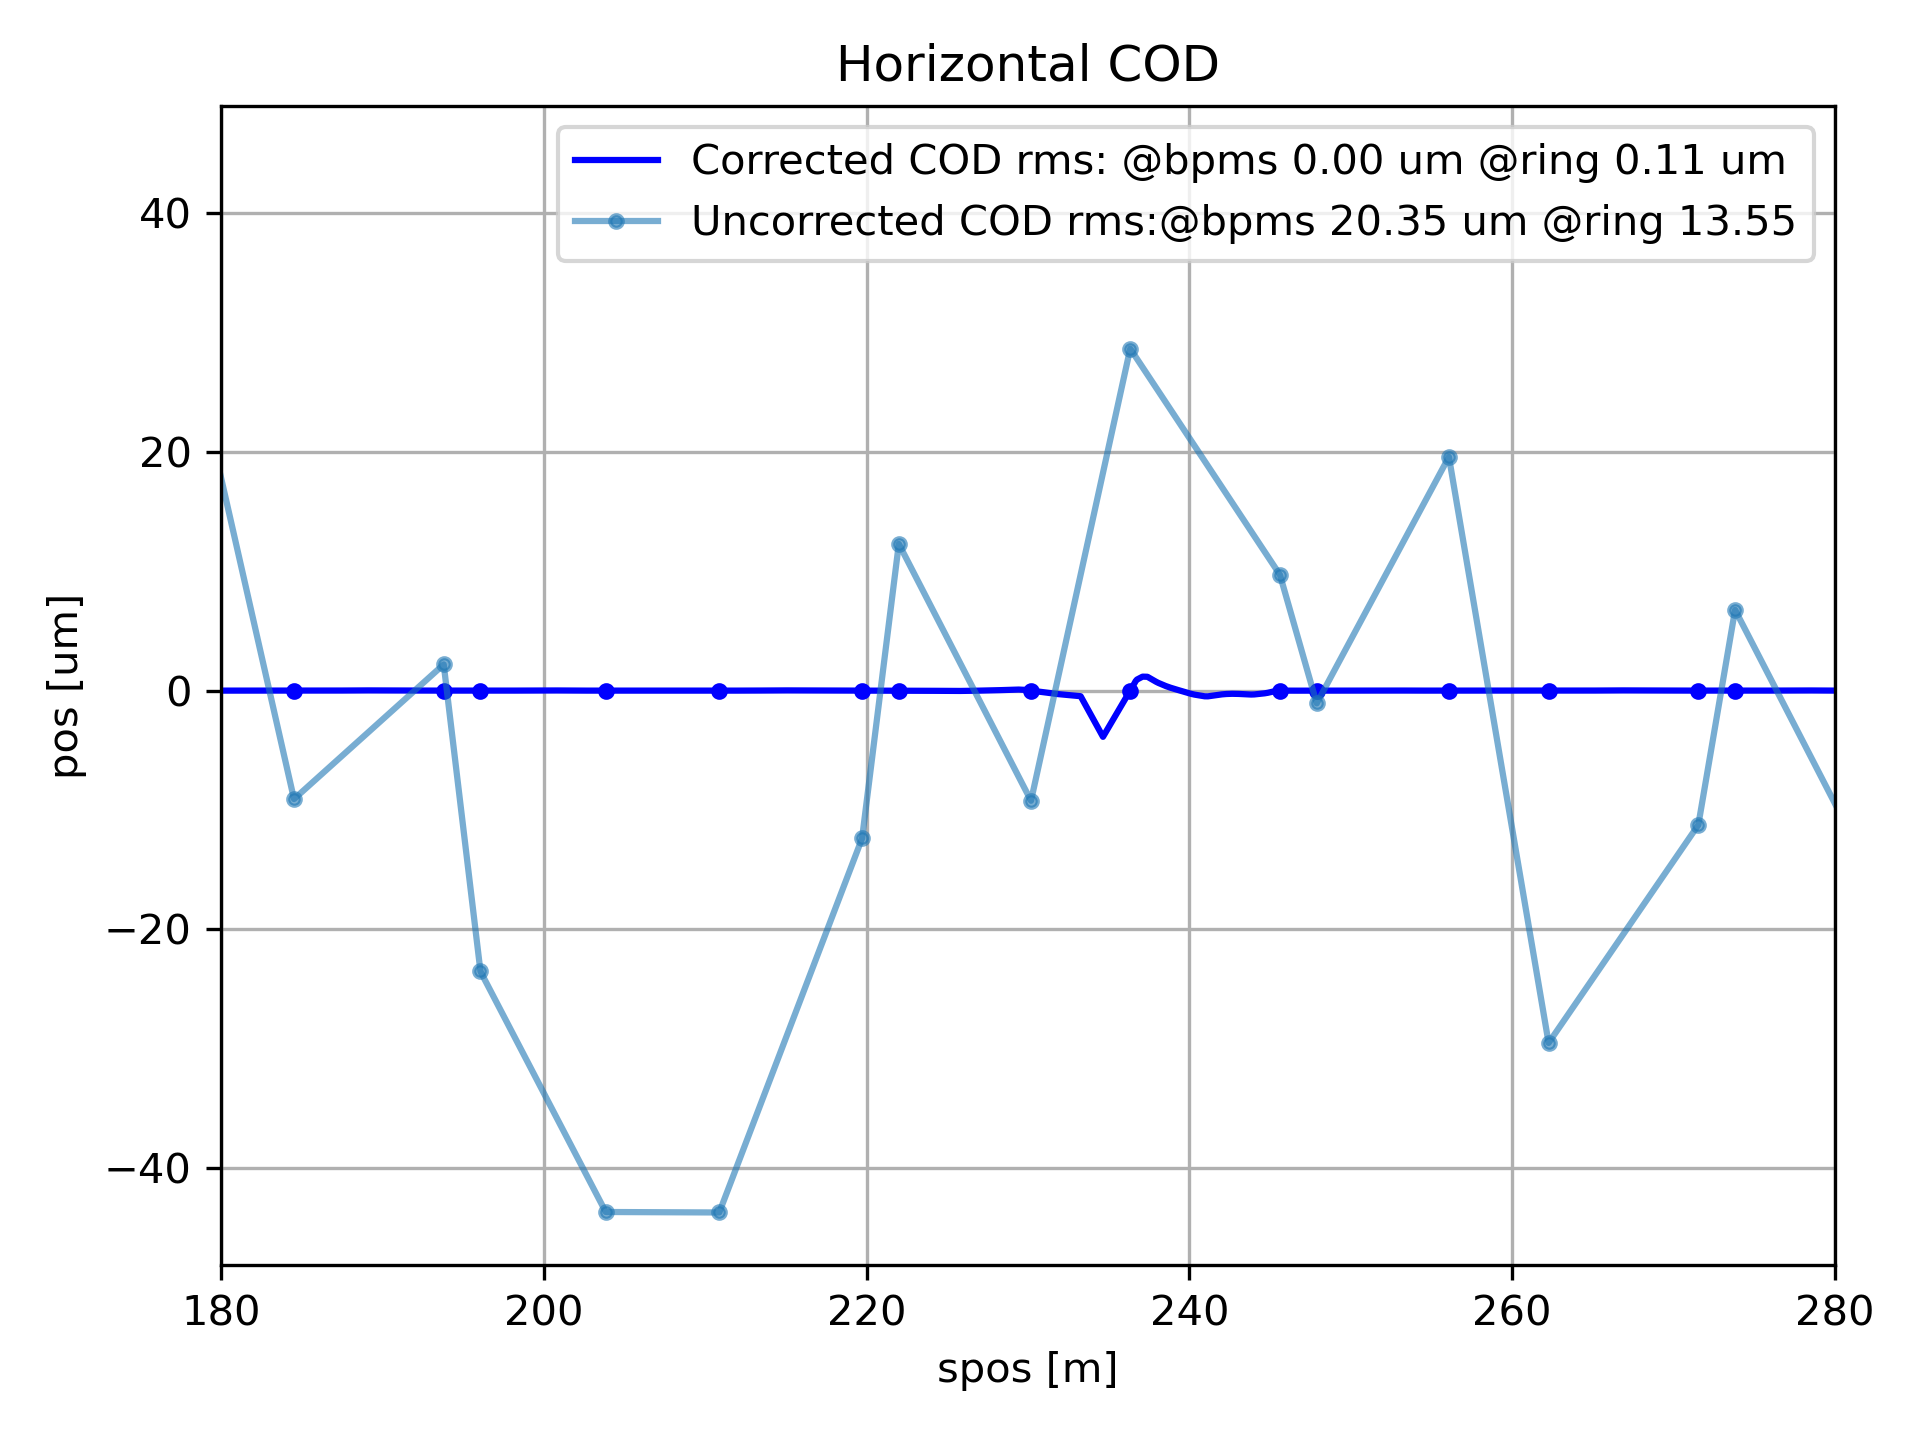 Horizontal COD
Corrected COD rms: @bpms 0.00 um @ring 0.11 um
Uncorrected COD rms:@bpms 20.35 um @ring 13.55
40
20
0
−20
−40
pos [um]
180 200 220 240 260 280
spos [m]